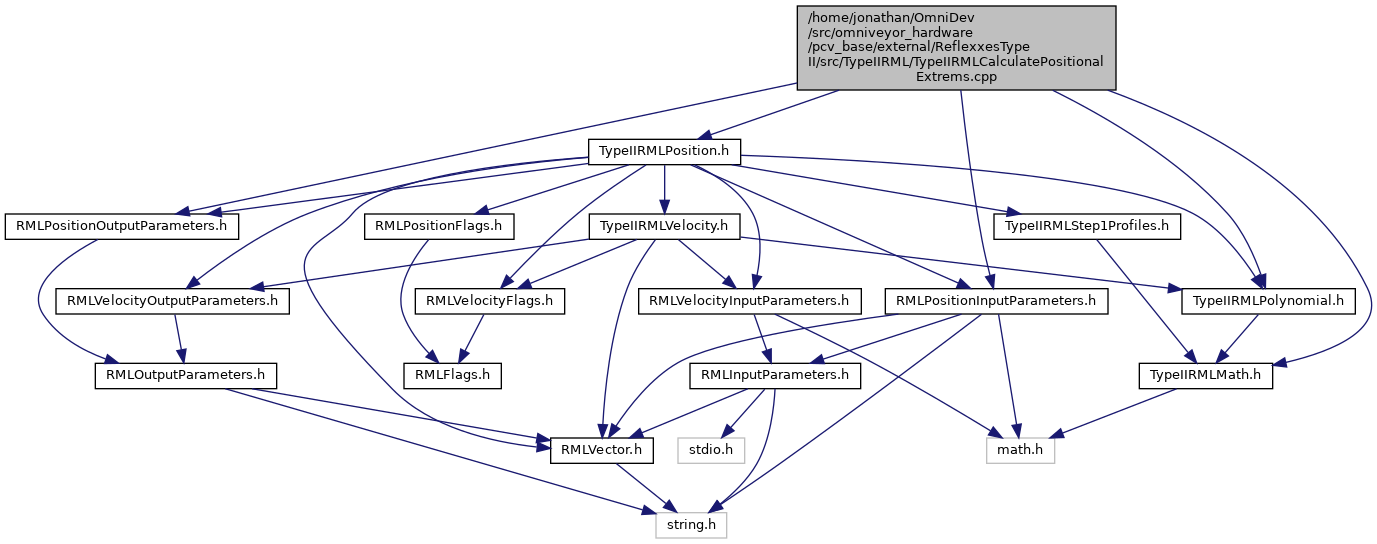 /home/jonathan/OmniDev
/src/omniveyor_hardware
/pcv_base/external/ReflexxesType
II/src/TypeIIRML/TypeIIRMLCalculatePositional
Extrems.cpp
TypeIIRMLPosition.h
RMLPositionOutputParameters.h
RMLPositionFlags.h
TypeIIRMLVelocity.h
TypeIIRMLStep1Profiles.h
RMLVelocityOutputParameters.h
RMLVelocityFlags.h
RMLVelocityInputParameters.h
RMLPositionInputParameters.h
TypeIIRMLPolynomial.h
RMLOutputParameters.h
RMLFlags.h
RMLInputParameters.h
TypeIIRMLMath.h
RMLVector.h
stdio.h
math.h
string.h